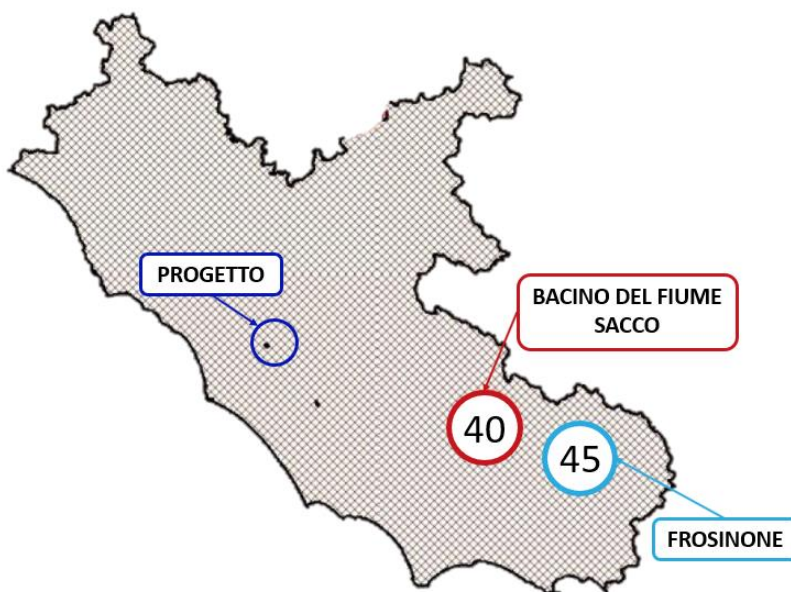 PROGETTO
BACINO DEL FIUME
SACCO
40
45
FROSINONE